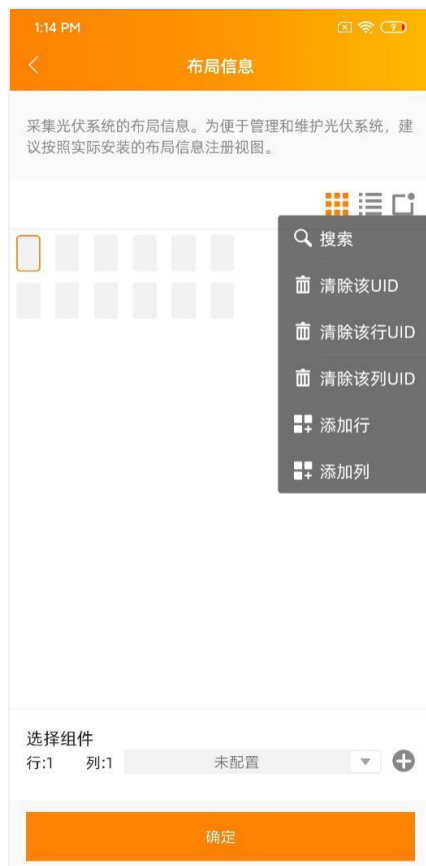 1:14 PM
9
布局信息
采集光伏系统的布局信息。为便于管理和维护光伏系统，建
议按照实际安装的布局信息注册视图。
搜索
清除该UID
清除该行UID
清除该列UID
添加行
添加列
选择组件
行:1 列:1 未配置
确定